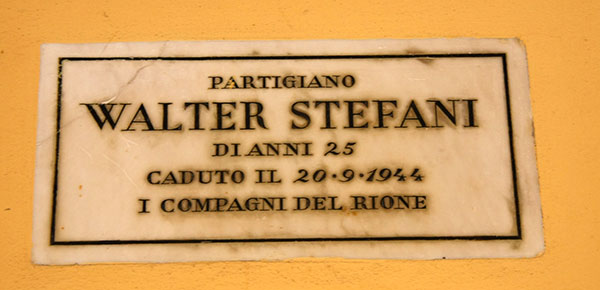 PARTIGIANO
WALTER STEFANI
DI ANNI 25
CADUTO IL 20·9·1944
I COMPAGNI DEL RIONE